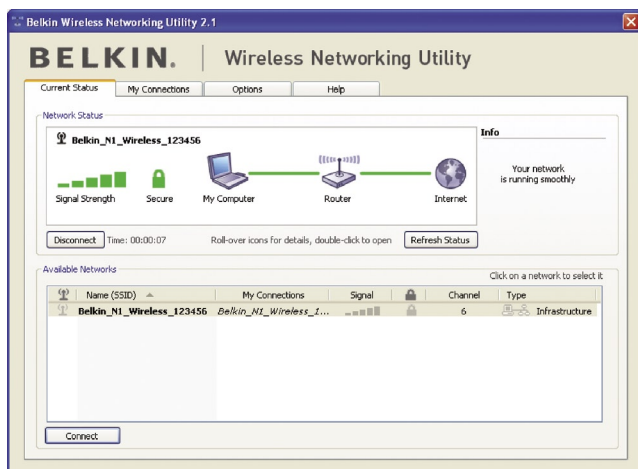 Belkin Wireless Networking Utility 2.1
BELKIN. | Wireless Networking Utility
Current Status My Connections Options Help
Network Status
Belkin_N1_Wireless_123456
Info
Your network
is running smoothly
Signal Strength Secure My Computer Router Internet
Disconnect Time: 00:00:07 Roll-over icons for details, double-click to open Refresh Status
Available Networks
Click on a network to select it
Name (SSID) My Connections Signal Channel Type
Belkin_N1_Wireless_123456 Belkin_N1_Wireless_1... 6 Infrastructure
Connect